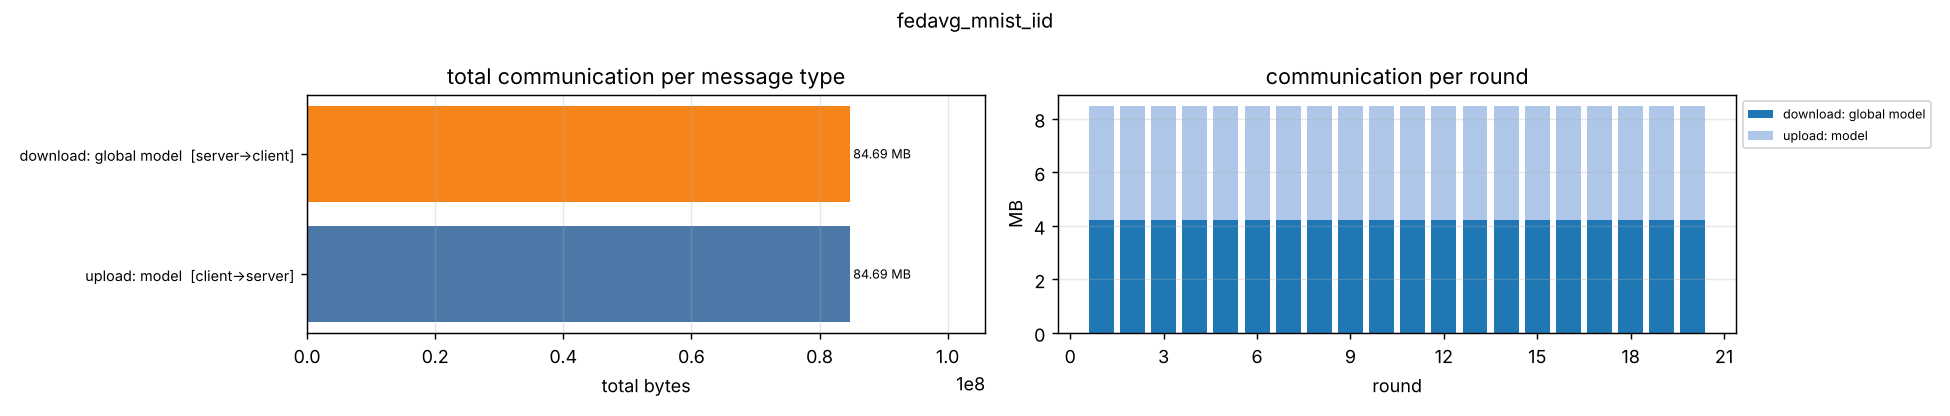 fedavg_mnist_iid
total communication per message type
download: global model [server→client]
upload: model [client→server]
84.69 MB
84.69 MB
0.0 0.2 0.4 0.6 0.8 1.0
1e8
total bytes
communication per round
MB
8
6
4
2
0
0 3 6 9 12 15 18 21
round
download: global model
upload: model